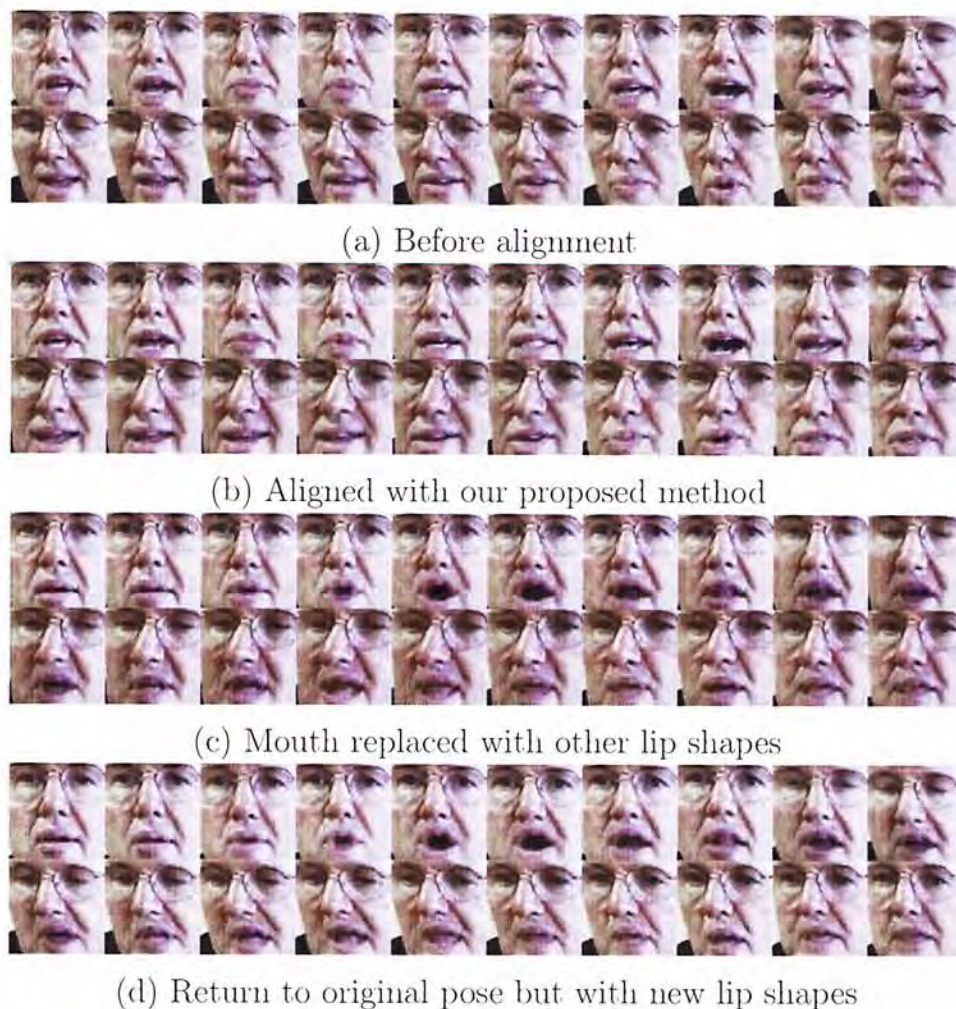 (a) Before alignment
(b) Aligned with our proposed method
(c) Mouth replaced with other lip shapes
(d) Return to original pose but with new lip shapes